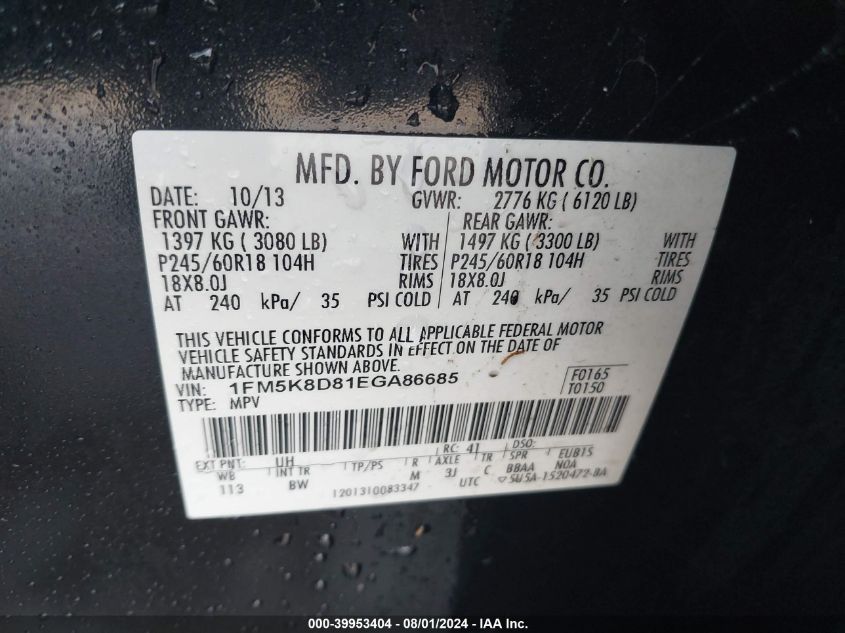 MFD. BY FORD MOTOR CO.
DATE: 10/13 GVWR: 2776 KG ( 6120 LB)
FRONT GAWR: REAR GAWR:
1397 KG ( 3080 LB) WITH 1497 KG ( 3300 LB) WITH
P245/60R18 104H TIRES P245/60R18 104H TIRES
18X8.0J RIMS 18X8.0J RIMS
AT 240 kPa/ 35 PSI COLD AT 240 kPa/ 35 PSI COLD
THIS VEHICLE CONFORMS TO ALL APPLICABLE FEDERAL MOTOR
VEHICLE SAFETY STANDARDS IN EFFECT ON THE DATE OF
MANUFACTURE SHOWN ABOVE.
VIN: 1FM5K8D81EGA86685 F0165
TYPE: MPV T0150
EXT PNT: UH RC: 41 DSO:
WB INT TR TP/PS R AXLE TR SPR EUB15
113 BW M 3J C BBAA NOA
1201310083347 UTC 5U5A-1520472-BA
000-39953404 - 08/01/2024 - IAA Inc.